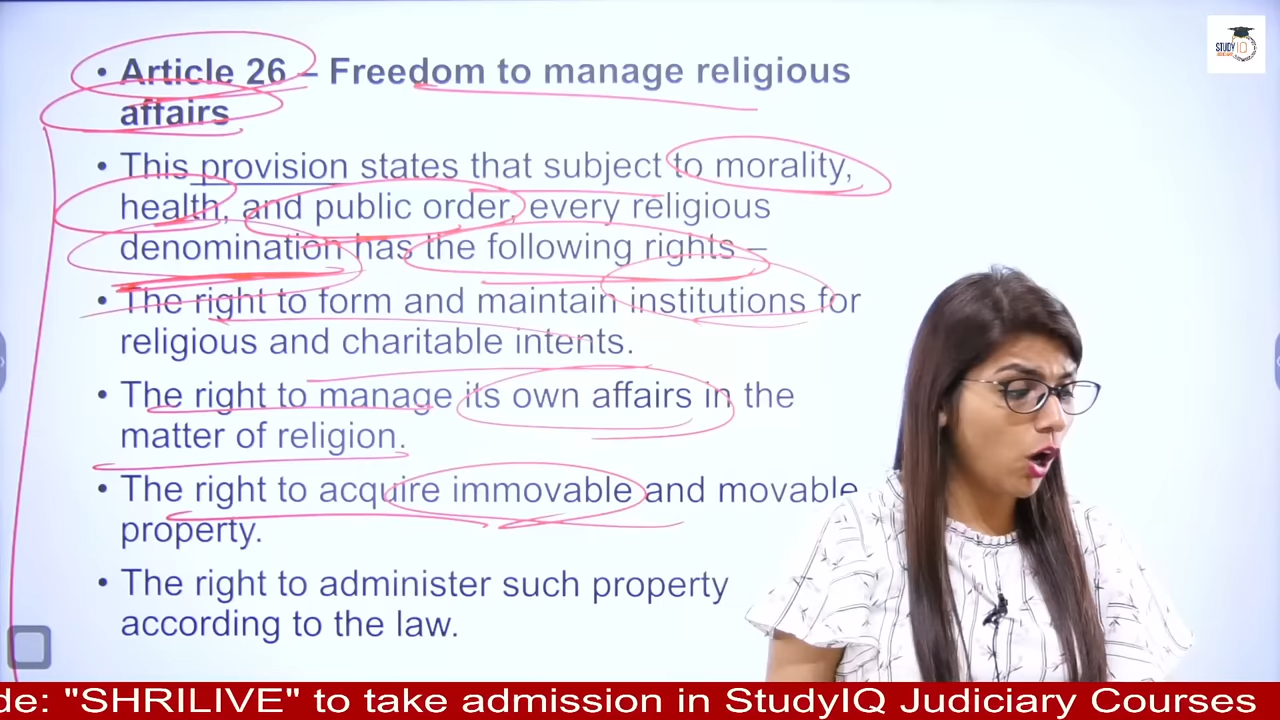 STUDY IQ
• Article 26 – Freedom to manage religious
affairs
• This provision states that subject to morality,
health, and public order, every religious
denomination has the following rights –
• The right to form and maintain institutions for
religious and charitable intents.
• The right to manage its own affairs in the
matter of religion.
• The right to acquire immovable and movable
property.
• The right to administer such property
according to the law.
de: "SHRILIVE" to take admission in StudyIQ Judiciary Courses